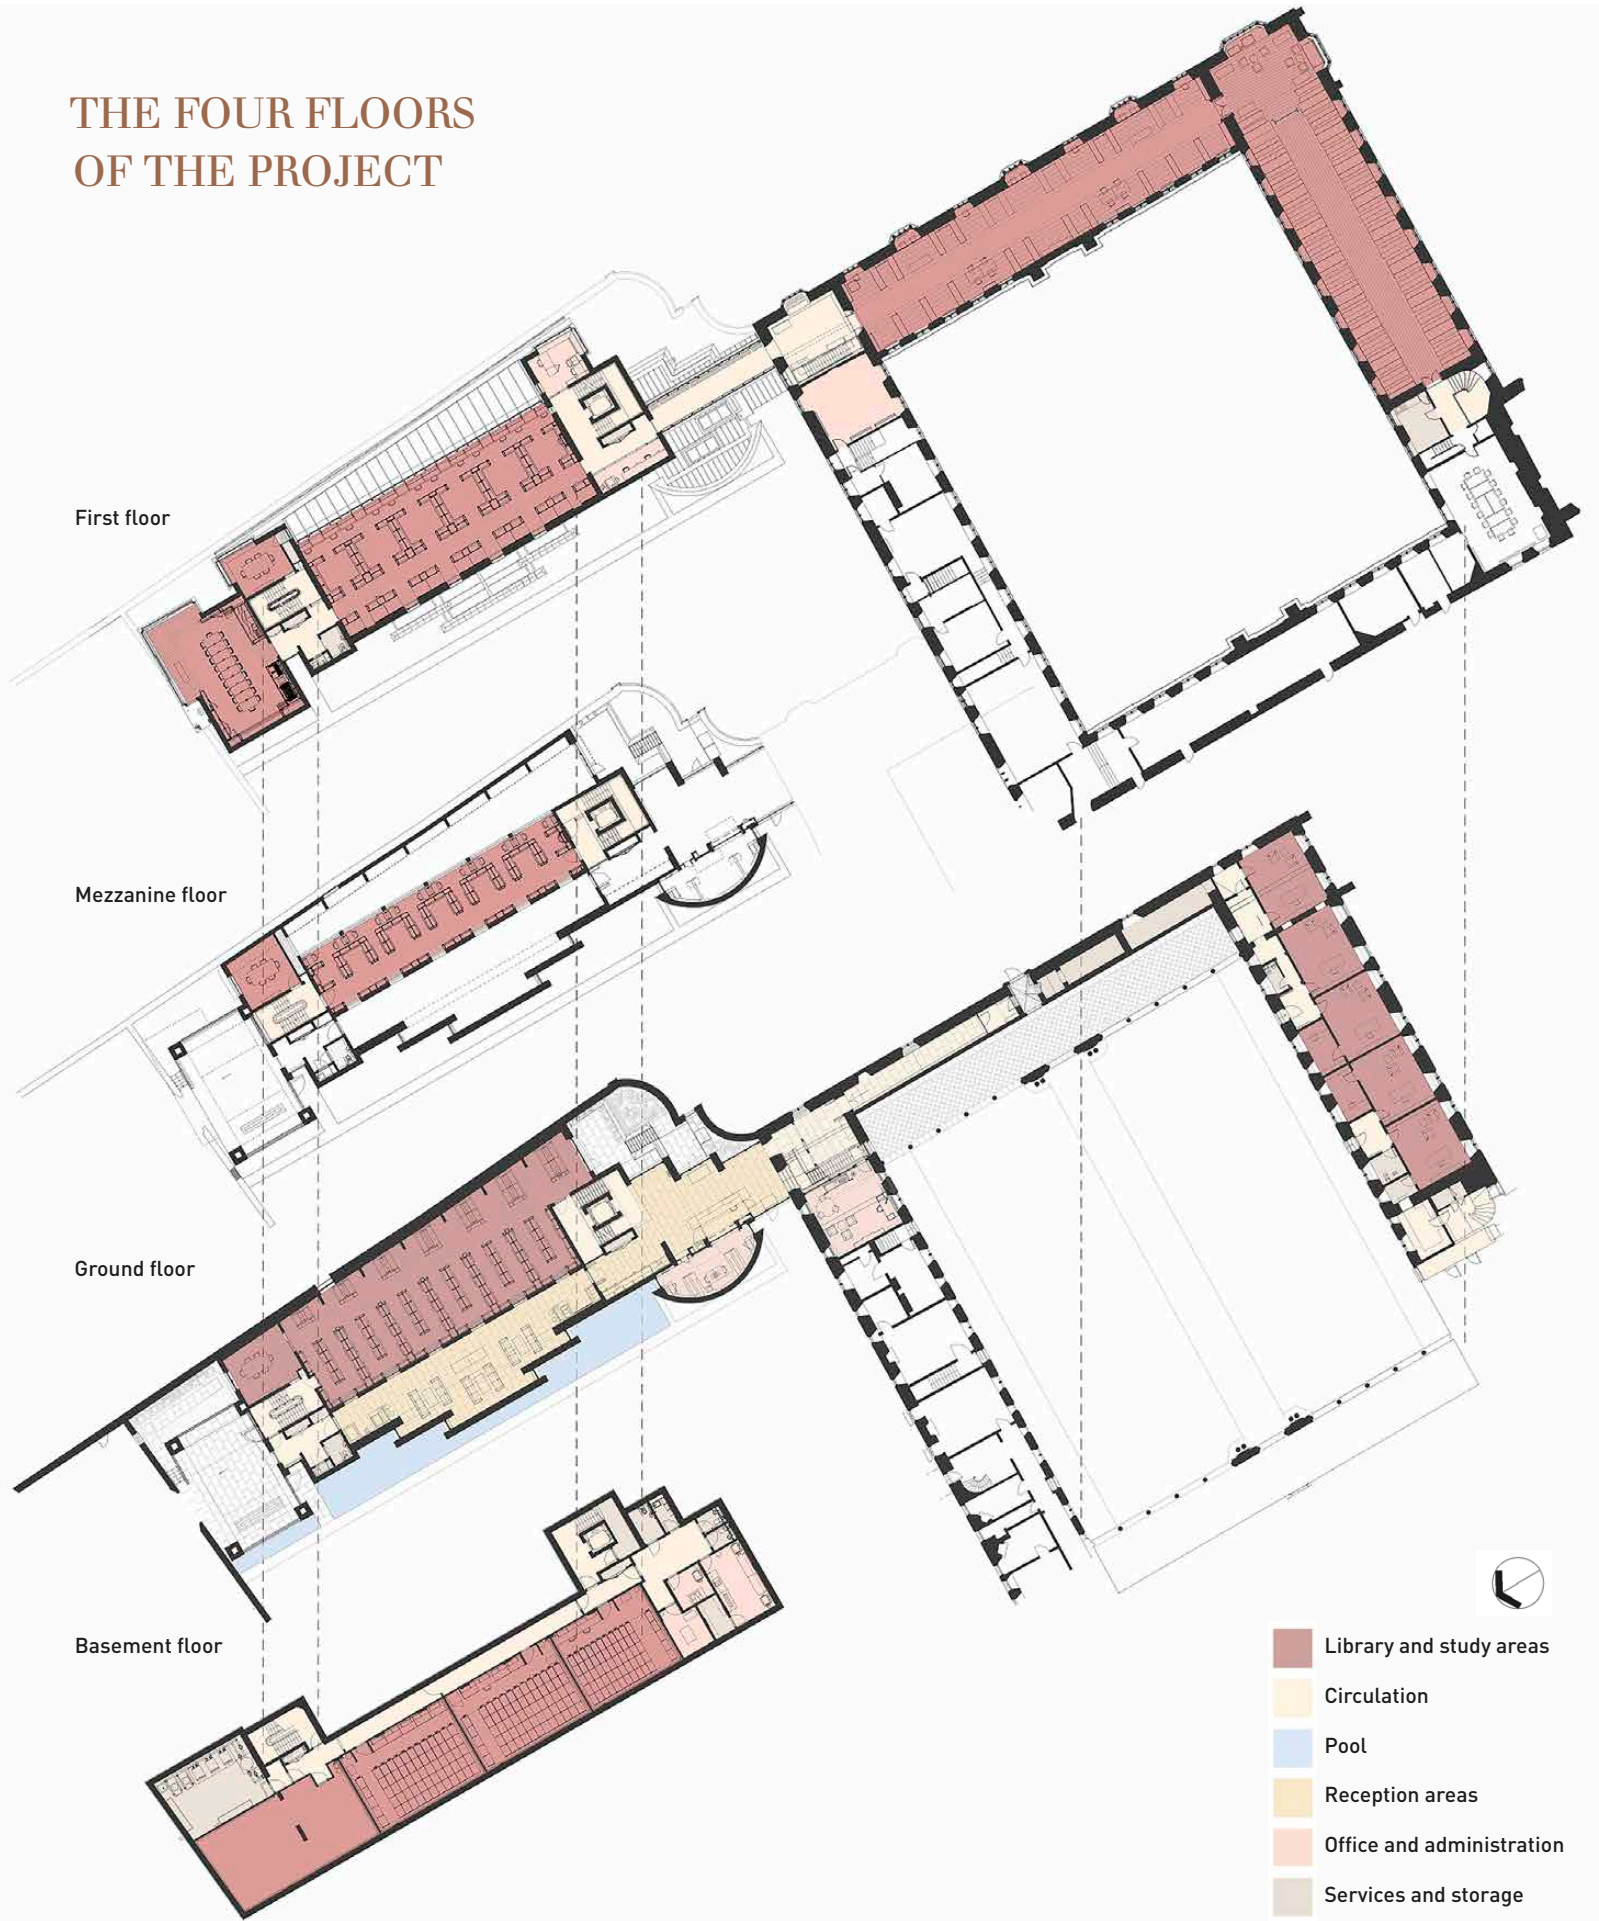 THE FOUR FLOORS
OF THE PROJECT
First floor
Mezzanine floor
Ground floor
Basement floor
Library and study areas
Circulation
Pool
Reception areas
Office and administration
Services and storage